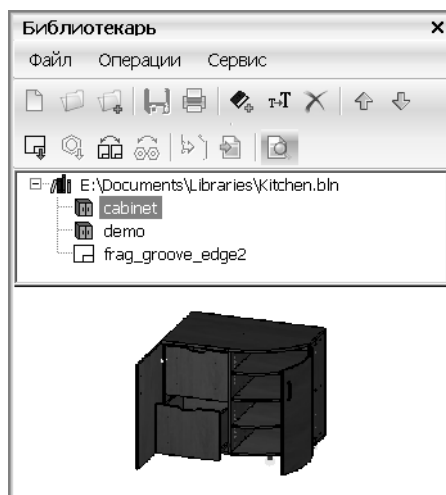 Библиотекарь
Файл Операции Сервис
T→T
E:\Documents\Libraries\Kitchen.bln
cabinet
demo
frag_groove_edge2